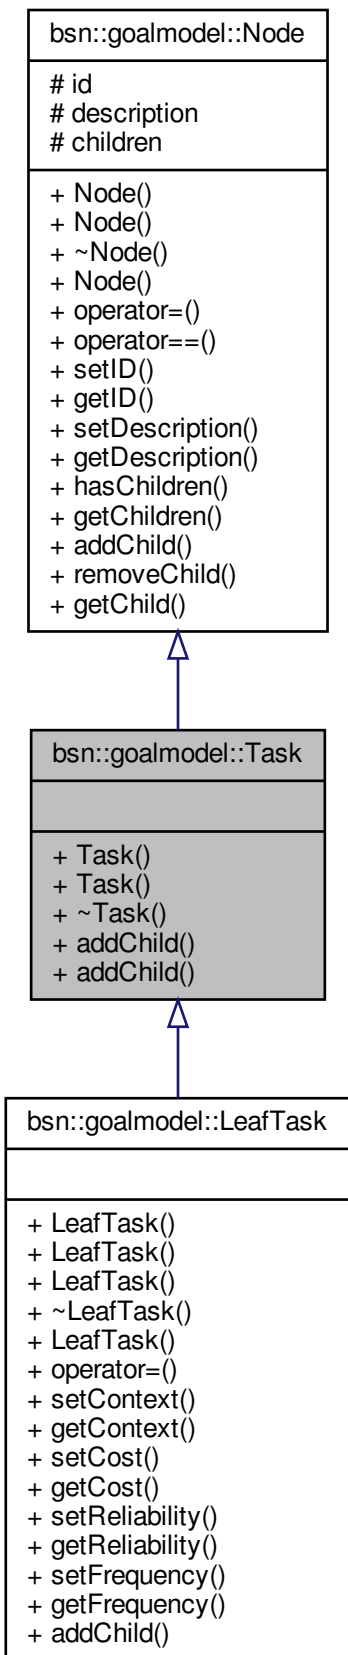 bsn::goalmodel::Node
# id
# description
# children
+ Node()
+ Node()
+ ~Node()
+ Node()
+ operator=()
+ operator==()
+ setID()
+ getID()
+ setDescription()
+ getDescription()
+ hasChildren()
+ getChildren()
+ addChild()
+ removeChild()
+ getChild()
bsn::goalmodel::Task
+ Task()
+ Task()
+ ~Task()
+ addChild()
+ addChild()
bsn::goalmodel::LeafTask
+ LeafTask()
+ LeafTask()
+ LeafTask()
+ ~LeafTask()
+ LeafTask()
+ operator=()
+ setContext()
+ getContext()
+ setCost()
+ getCost()
+ setReliability()
+ getReliability()
+ setFrequency()
+ getFrequency()
+ addChild()